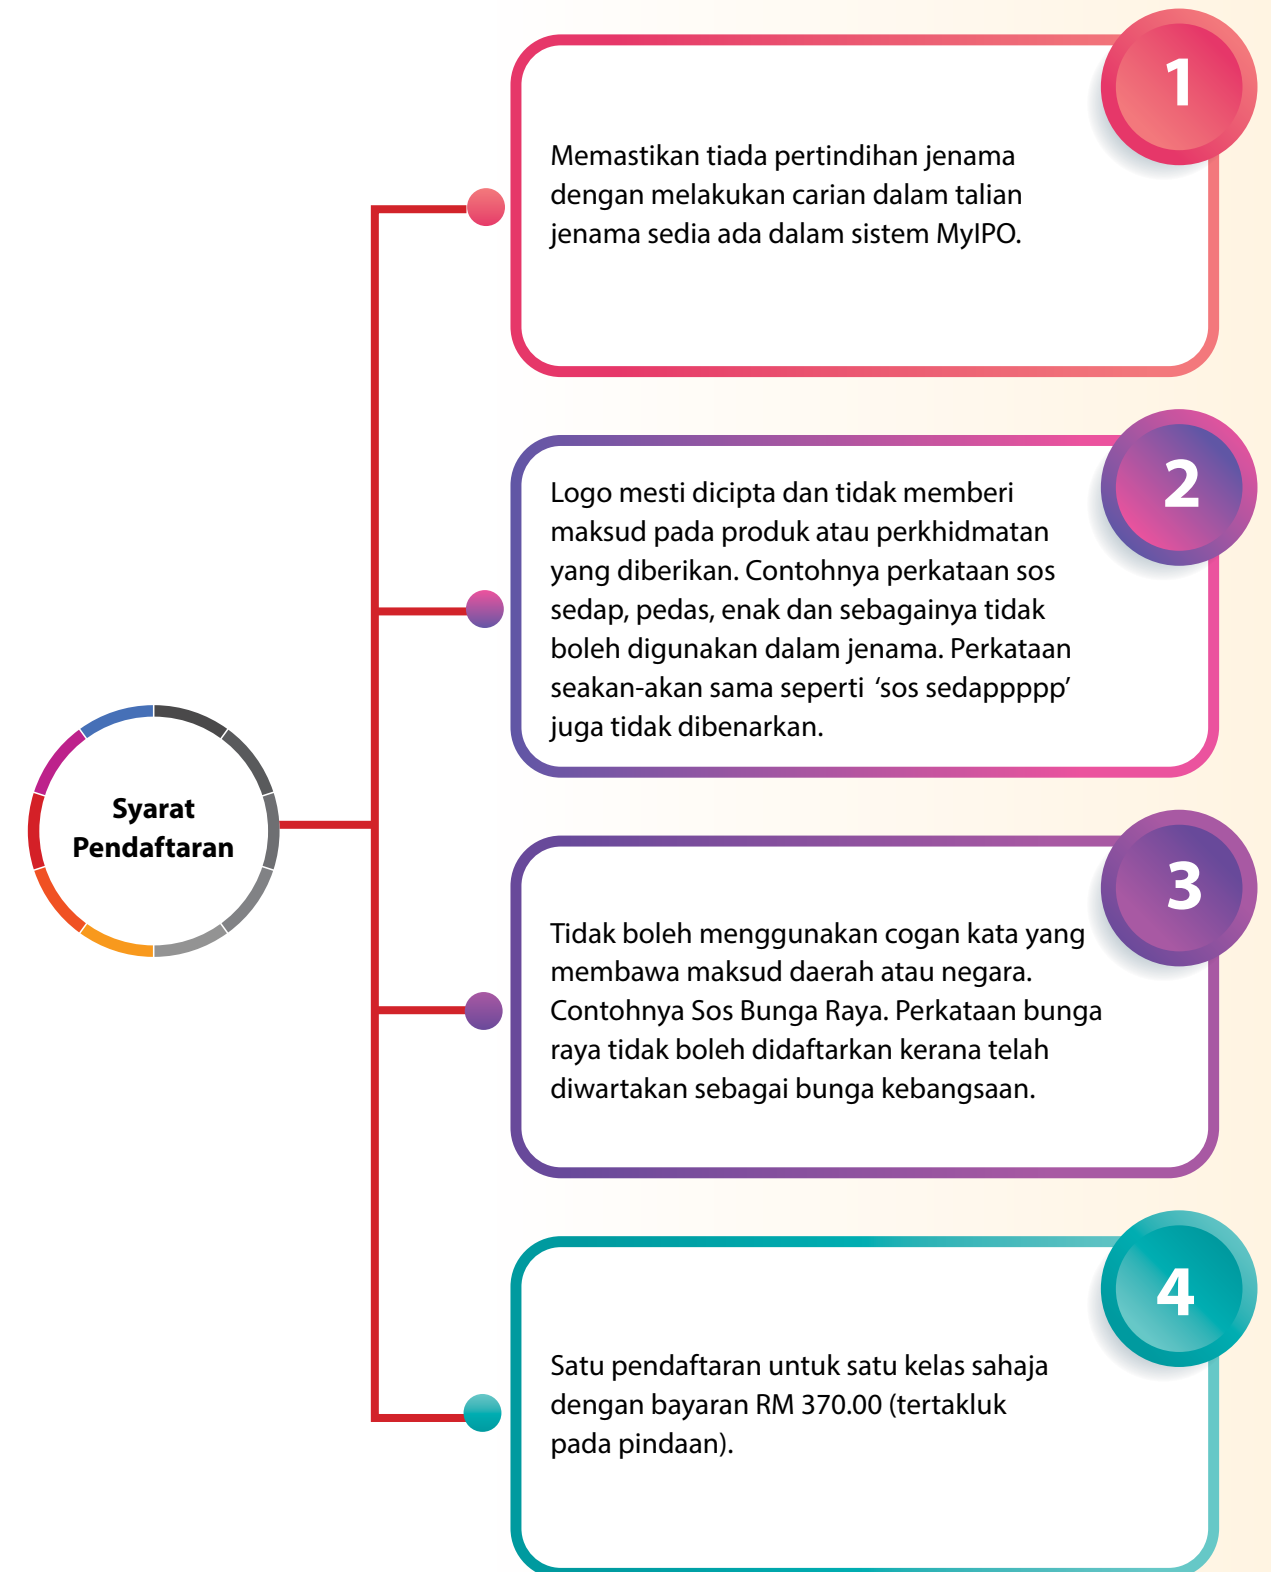 1
Memastikan tiada pertindihan jenama
dengan melakukan carian dalam talian
jenama sedia ada dalam sistem MyIPO.
2
Logo mesti dicipta dan tidak memberi
maksud pada produk atau perkhidmatan
yang diberikan. Contohnya perkataan sos
sedap, pedas, enak dan sebagainya tidak
boleh digunakan dalam jenama. Perkataan
seakan-akan sama seperti ‘sos sedappppp’
juga tidak dibenarkan.
Syarat
Pendaftaran
3
Tidak boleh menggunakan cogan kata yang
membawa maksud daerah atau negara.
Contohnya Sos Bunga Raya. Perkataan bunga
raya tidak boleh didaftarkan kerana telah
diwartakan sebagai bunga kebangsaan.
4
Satu pendaftaran untuk satu kelas sahaja
dengan bayaran RM 370.00 (tertakluk
pada pindaan).